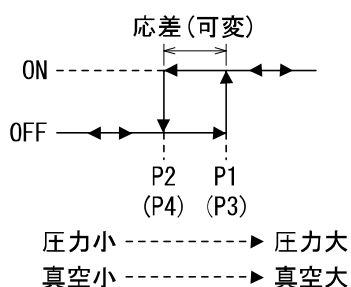 応差(可変)
ON
OFF
P2 P1
(P4) (P3)
圧力小 圧力大
真空小 真空大